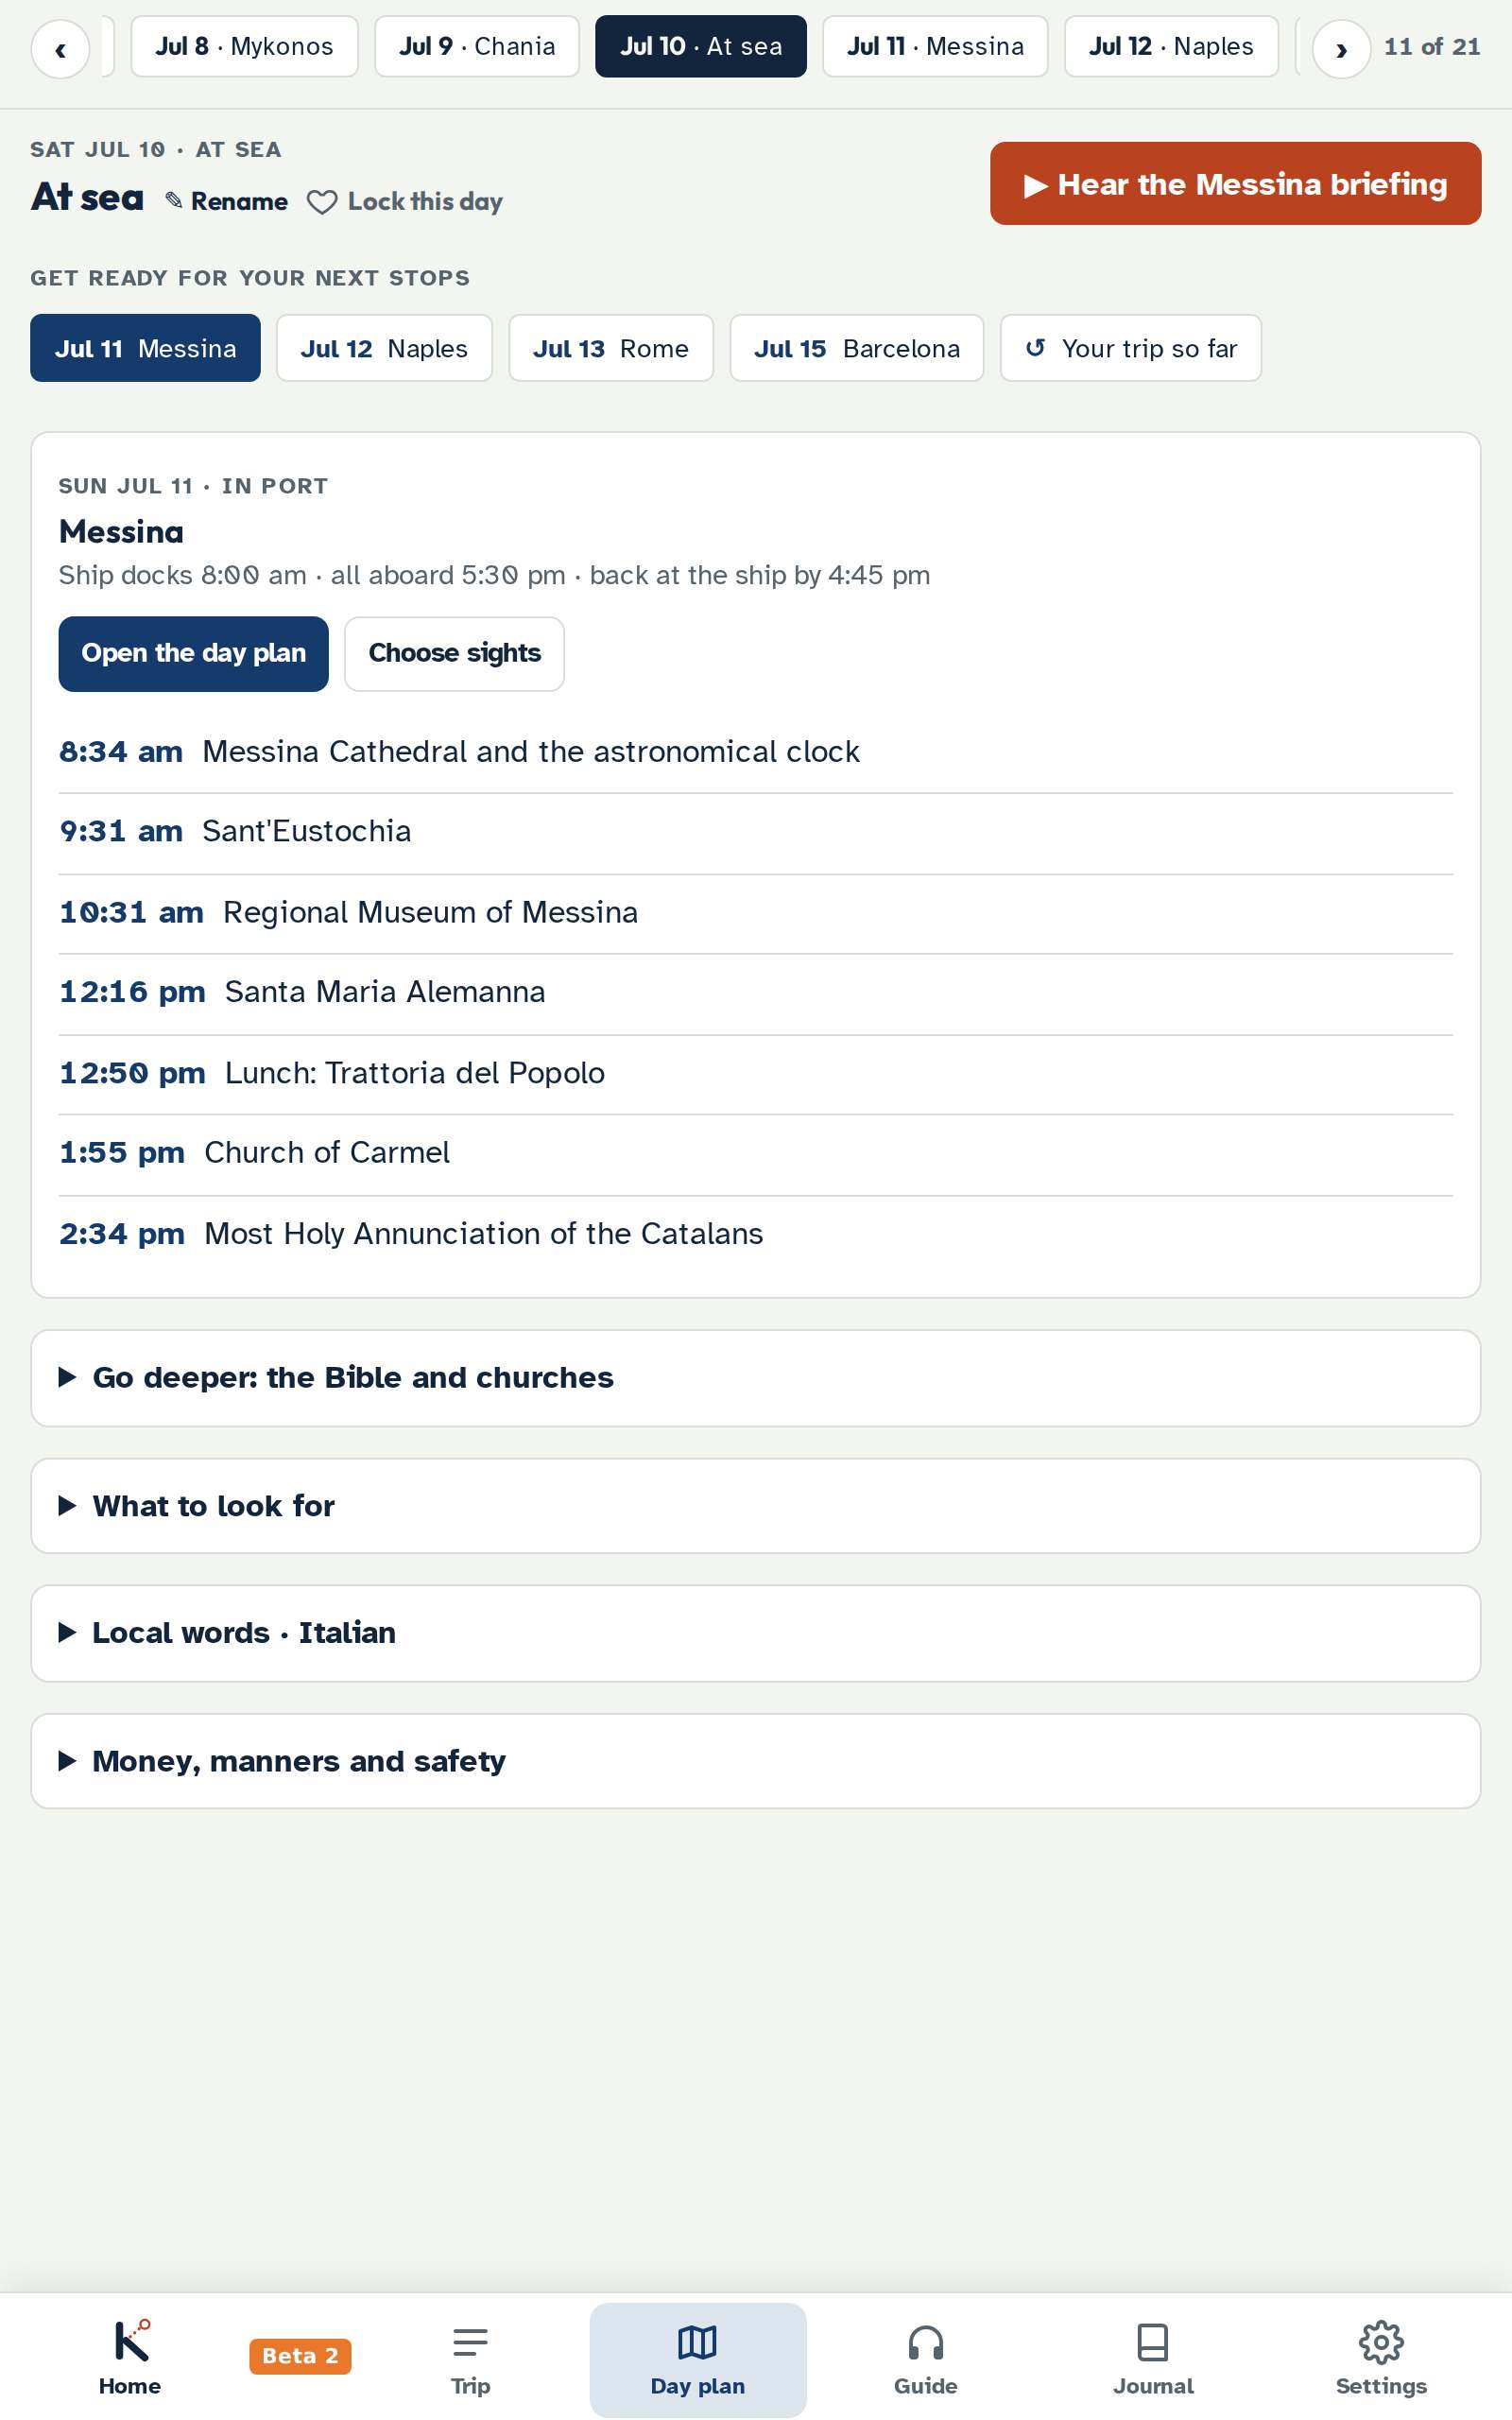 ‹ Jul 8 · Mykonos Jul 9 · Chania Jul 10 · At sea Jul 11 · Messina Jul 12 · Naples › 11 of 21
SAT JUL 10 · AT SEA
At sea ✎ Rename Lock this day
▶ Hear the Messina briefing
GET READY FOR YOUR NEXT STOPS
Jul 11 Messina Jul 12 Naples Jul 13 Rome Jul 15 Barcelona ↺ Your trip so far
SUN JUL 11 · IN PORT
Messina
Ship docks 8:00 am · all aboard 5:30 pm · back at the ship by 4:45 pm
Open the day plan Choose sights
8:34 am Messina Cathedral and the astronomical clock
9:31 am Sant'Eustochia
10:31 am Regional Museum of Messina
12:16 pm Santa Maria Alemanna
12:50 pm Lunch: Trattoria del Popolo
1:55 pm Church of Carmel
2:34 pm Most Holy Annunciation of the Catalans
▶ Go deeper: the Bible and churches
▶ What to look for
▶ Local words · Italian
▶ Money, manners and safety
Home Beta 2 Trip Day plan Guide Journal Settings